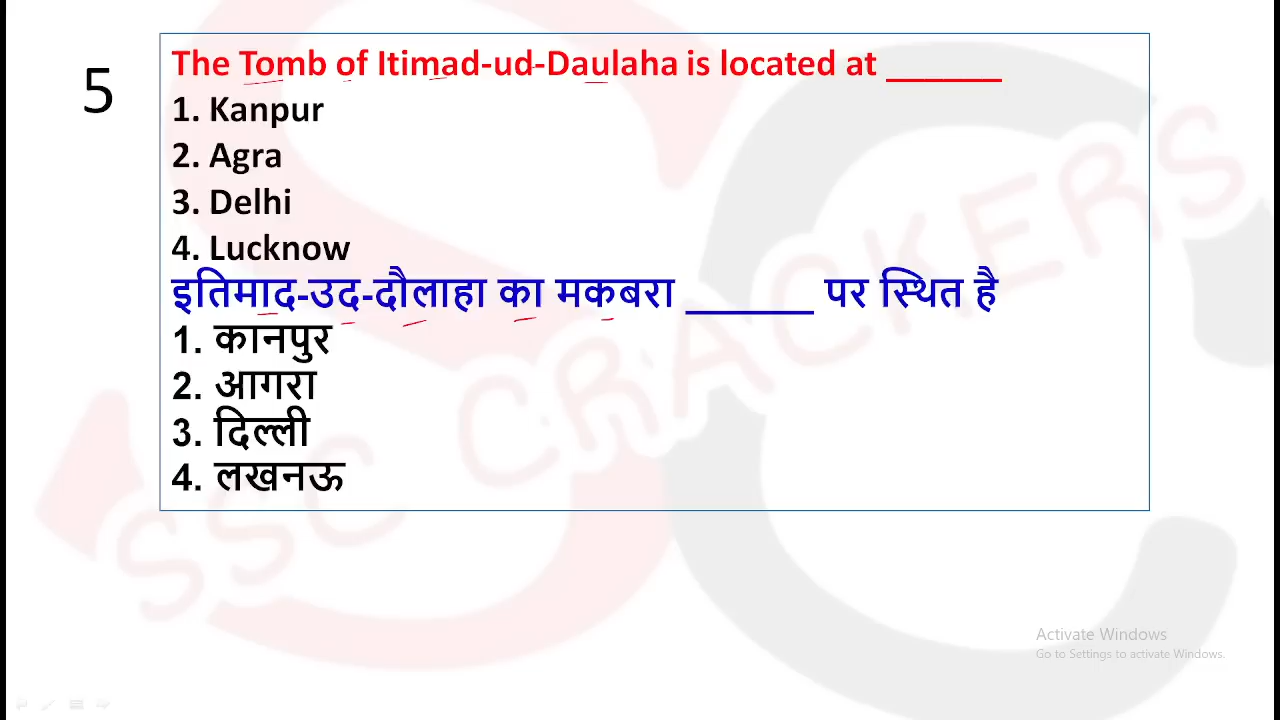 5
The Tomb of Itimad-ud-Daulaha is located at ______
1. Kanpur
2. Agra
3. Delhi
4. Lucknow
इतिमाद-उद-दौलाहा का मकबरा ______ पर स्थित है
1. कानपुर
2. आगरा
3. दिल्ली
4. लखनऊ
SSC CRACKERS
Activate Windows
Go to Settings to activate Windows.